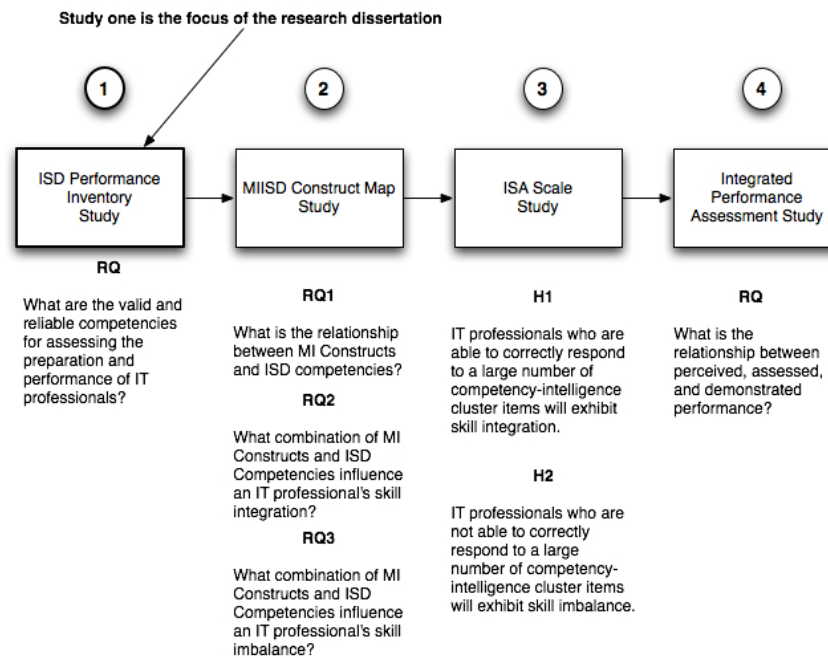 Study one is the focus of the research dissertation
1
2
3
4
ISD Performance
Inventory
Study
MIISD Construct Map
Study
ISA Scale
Study
Integrated
Performance
Assessment Study
RQ
What are the valid and
reliable competencies
for assessing the
preparation and
performance of IT
professionals?
RQ1
What is the relationship
between MI Constructs
and ISD competencies?
RQ2
What combination of MI
Constructs and ISD
Competencies influence
an IT professional's skill
integration?
RQ3
What combination of MI
Constructs and ISD
Competencies influence
an IT professional's skill
imbalance?
H1
IT professionals who are
able to correctly respond
to a large number of
competency-intelligence
cluster items will exhibit
skill integration.
H2
IT professionals who are
not able to correctly
respond to a large
number of competency-
intelligence cluster items
will exhibit skill imbalance.
RQ
What is the
relationship between
perceived, assessed,
and demonstrated
performance?